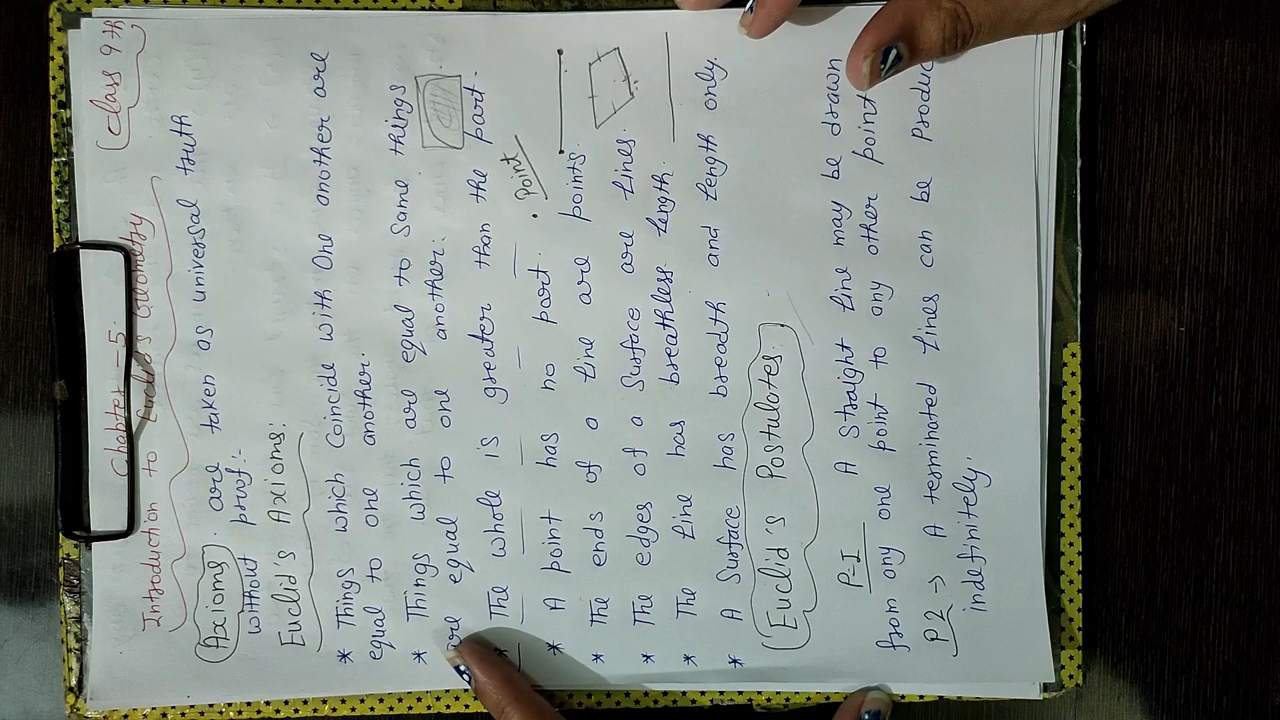 Chapter - 5. (Class 9th)
Introduction to Euclid's Geometry
Axioms. are taken as universal truth
without proof:-
Euclid's Axioms:
* Things which Coincide with One another are
equal to one another.
* Things which are equal to same things
are equal to one another.
* The whole is greater than the part.
* A point has no part. . Point
* The ends of a line are points.
* The edges of a Surface are Lines.
* The Line has breathless length.
* A Surface has breadth and Length only.
Euclid's Postulates.
P-I A Straight Line may be drawn
from any one point to any other point
P2 → A terminated Lines can be Produc
indefinitely.